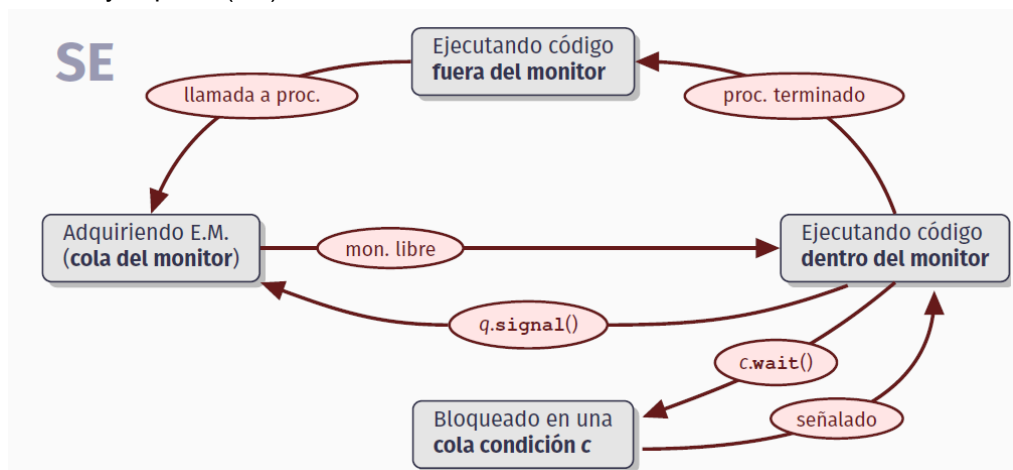 SE
Ejecutando código
fuera del monitor
llamada a proc.
proc. terminado
Adquiriendo E.M.
(cola del monitor)
mon. libre
Ejecutando código
dentro del monitor
q.signal()
c.wait()
Bloqueado en una
cola condición c
señalado